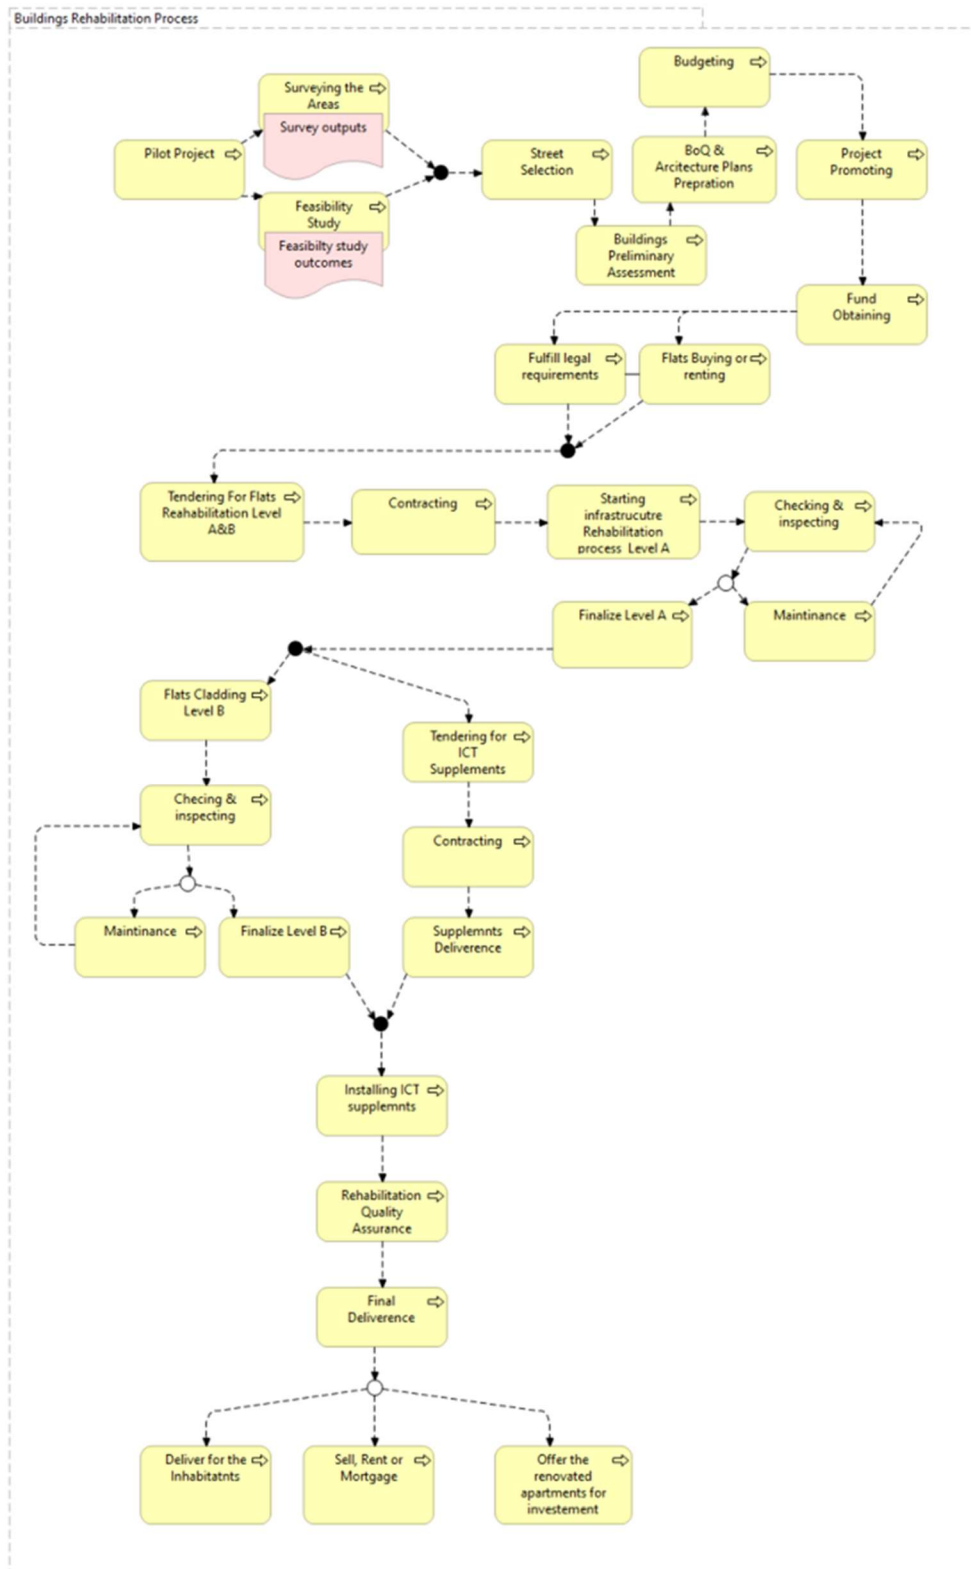 Buildings Rehabilitation Process
Budgeting
Surveying the
Areas
Survey outputs
Pilot Project
Street
Selection
BoQ &
Arcitecture Plans
Prepration
Project
Promoting
Feasibility
Study
Feasibilty study
outcomes
Buildings
Preliminary
Assessment
Fund
Obtaining
Fulfill legal
requirements
Flats Buying or
renting
Tendering For Flats
Reahabilitation Level
A&B
Contracting
Starting
infrastrucutre
Rehabilitation
process Level A
Checking &
inspecting
Finalize Level A
Maintinance
Flats Cladding
Level B
Tendering for
ICT
Supplements
Checing &
inspecting
Contracting
Maintinance
Finalize Level B
Supplemnts
Deliverence
Installing ICT
supplemnts
Rehabilitation
Quality
Assurance
Final
Deliverence
Deliver for the
Inhabitatnts
Sell, Rent or
Mortgage
Offer the
renovated
apartments for
investement